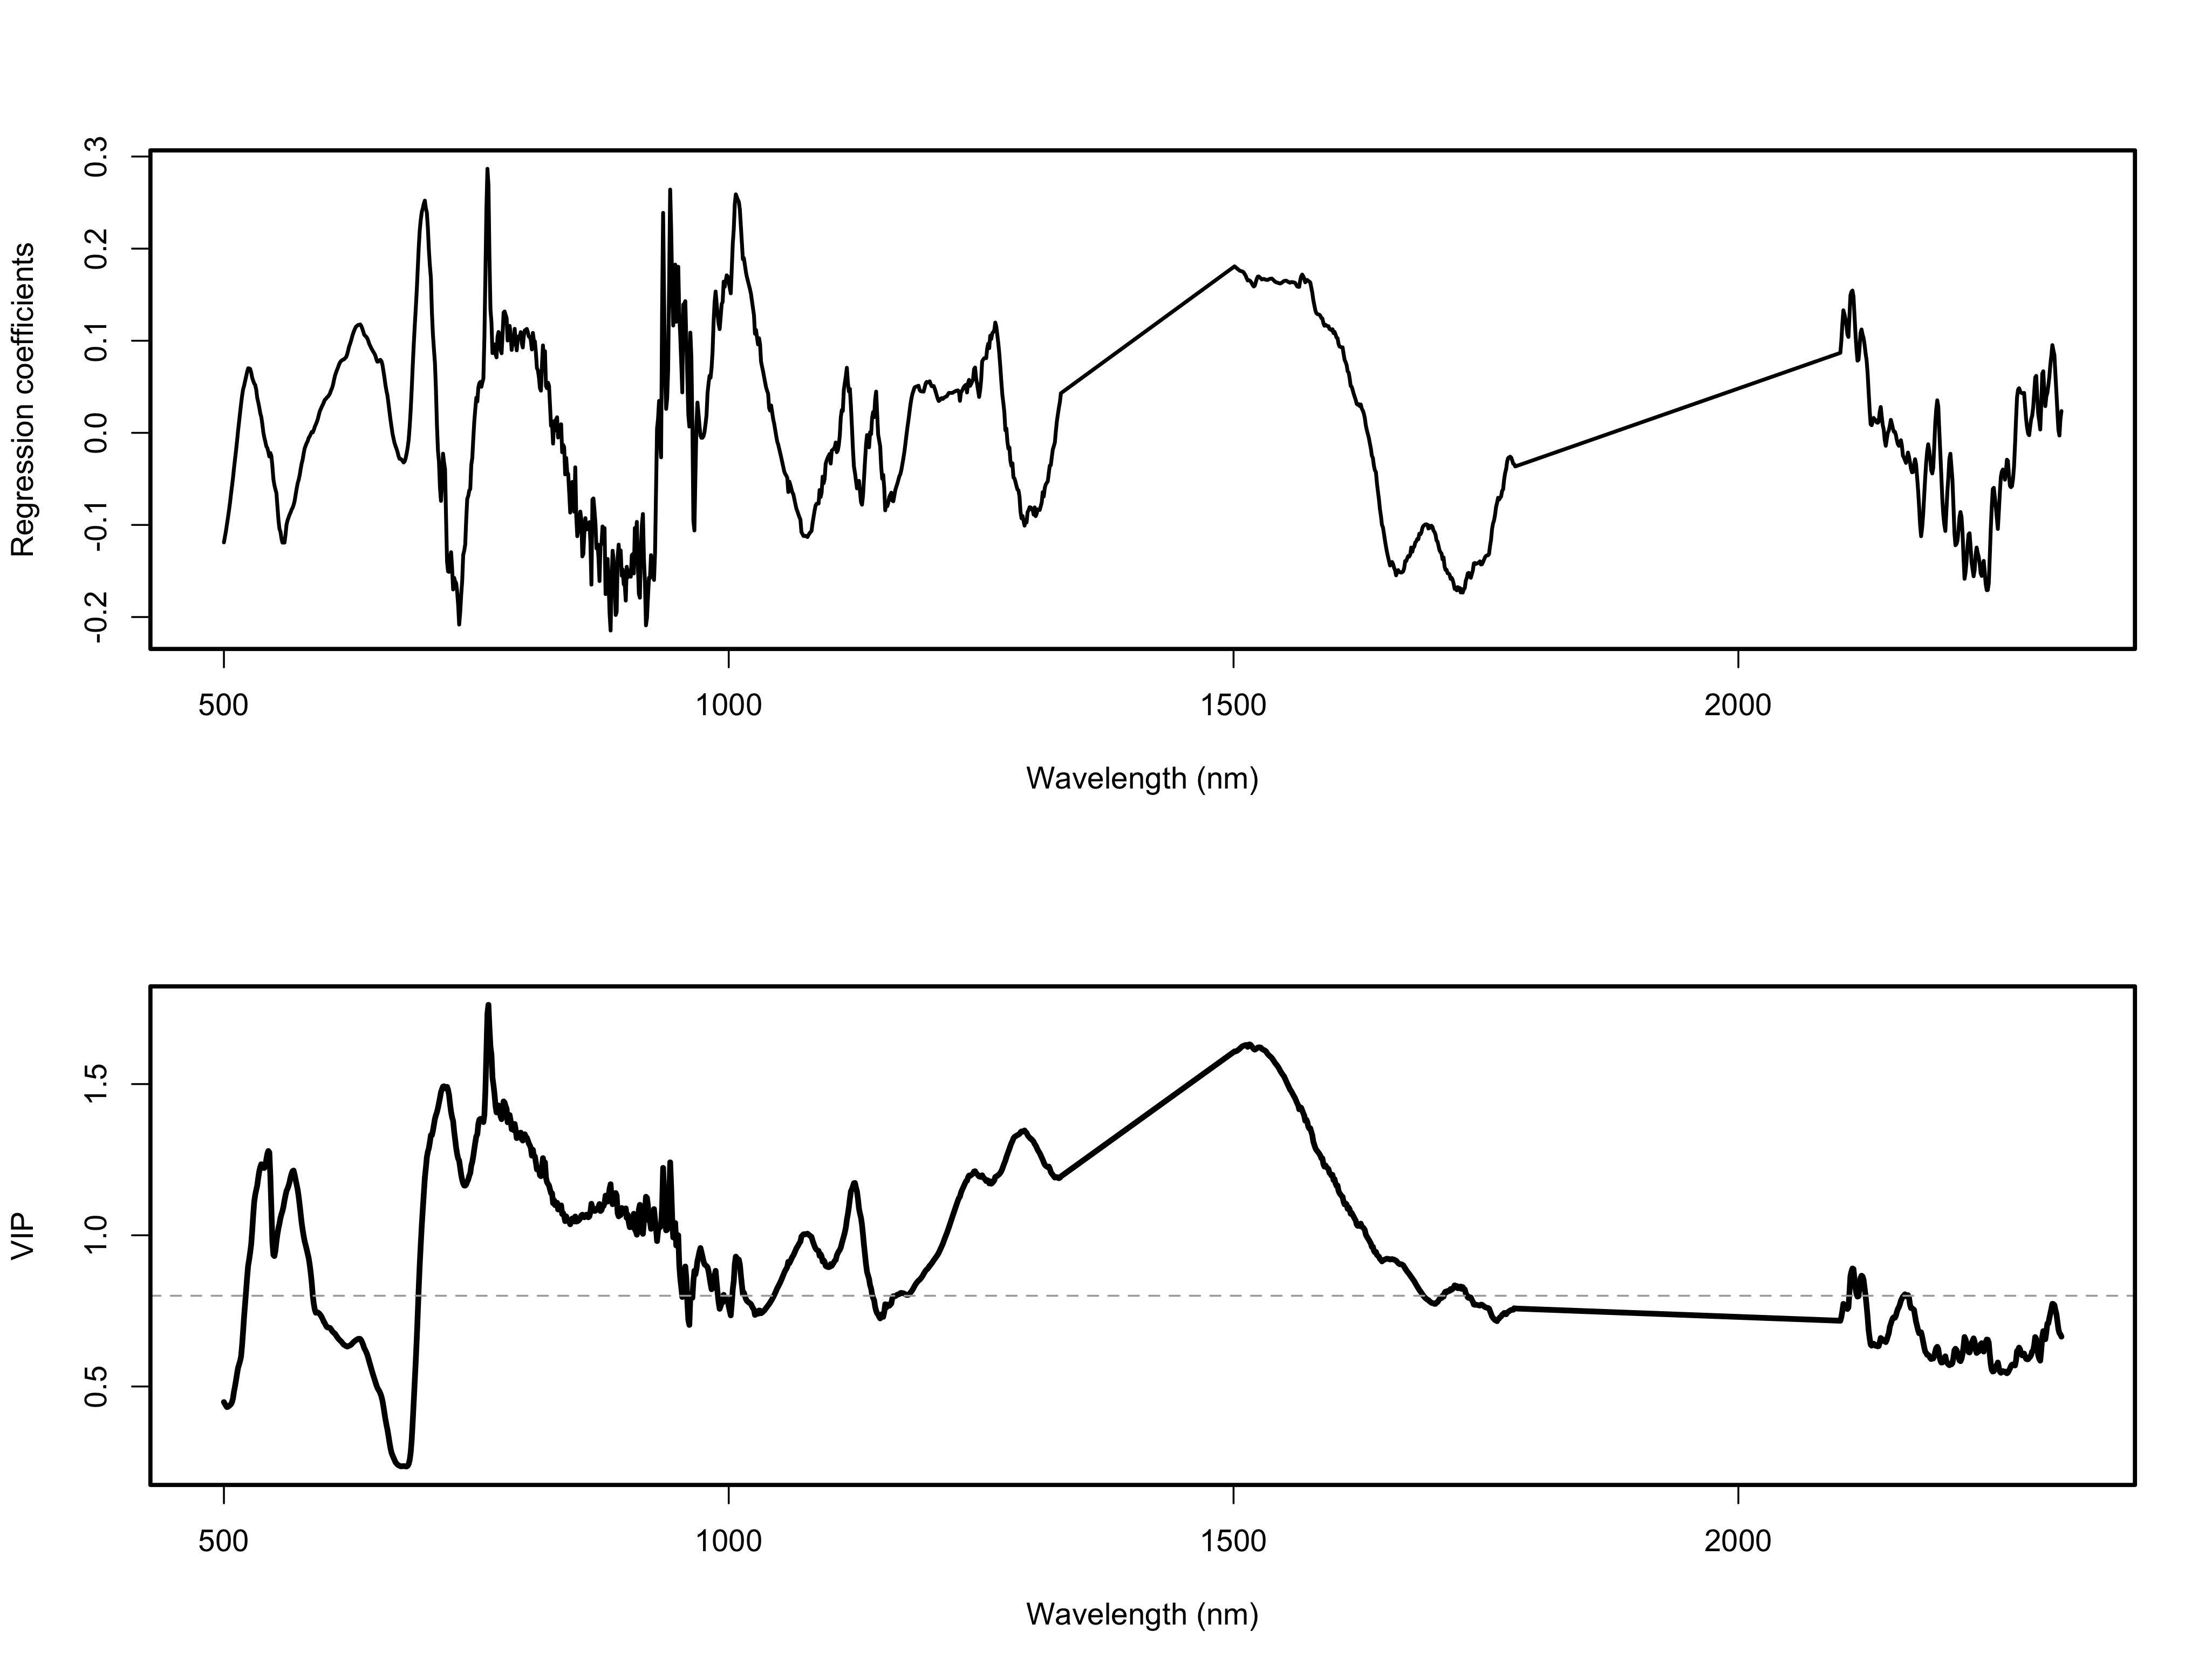 Regression coefficients
0.3
0.2
0.1
0.0
-0.1
-0.2
500 1000 1500 2000
Wavelength (nm)
VIP
1.5
1.0
0.5
500 1000 1500 2000
Wavelength (nm)